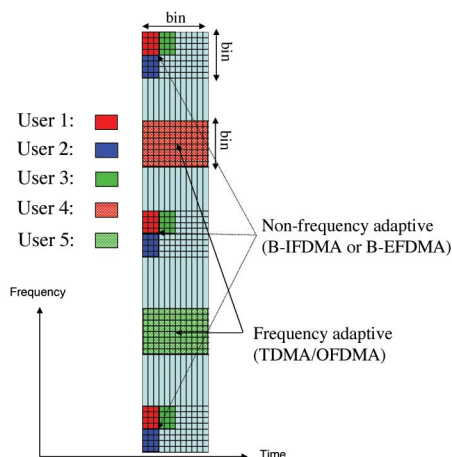 bin
bin
User 1:
bin
User 2:
User 3:
User 4:
User 5:
Non-frequency adaptive
(B-IFDMA or B-EFDMA)
Frequency
Frequency adaptive
(TDMA/OFDMA)
Time